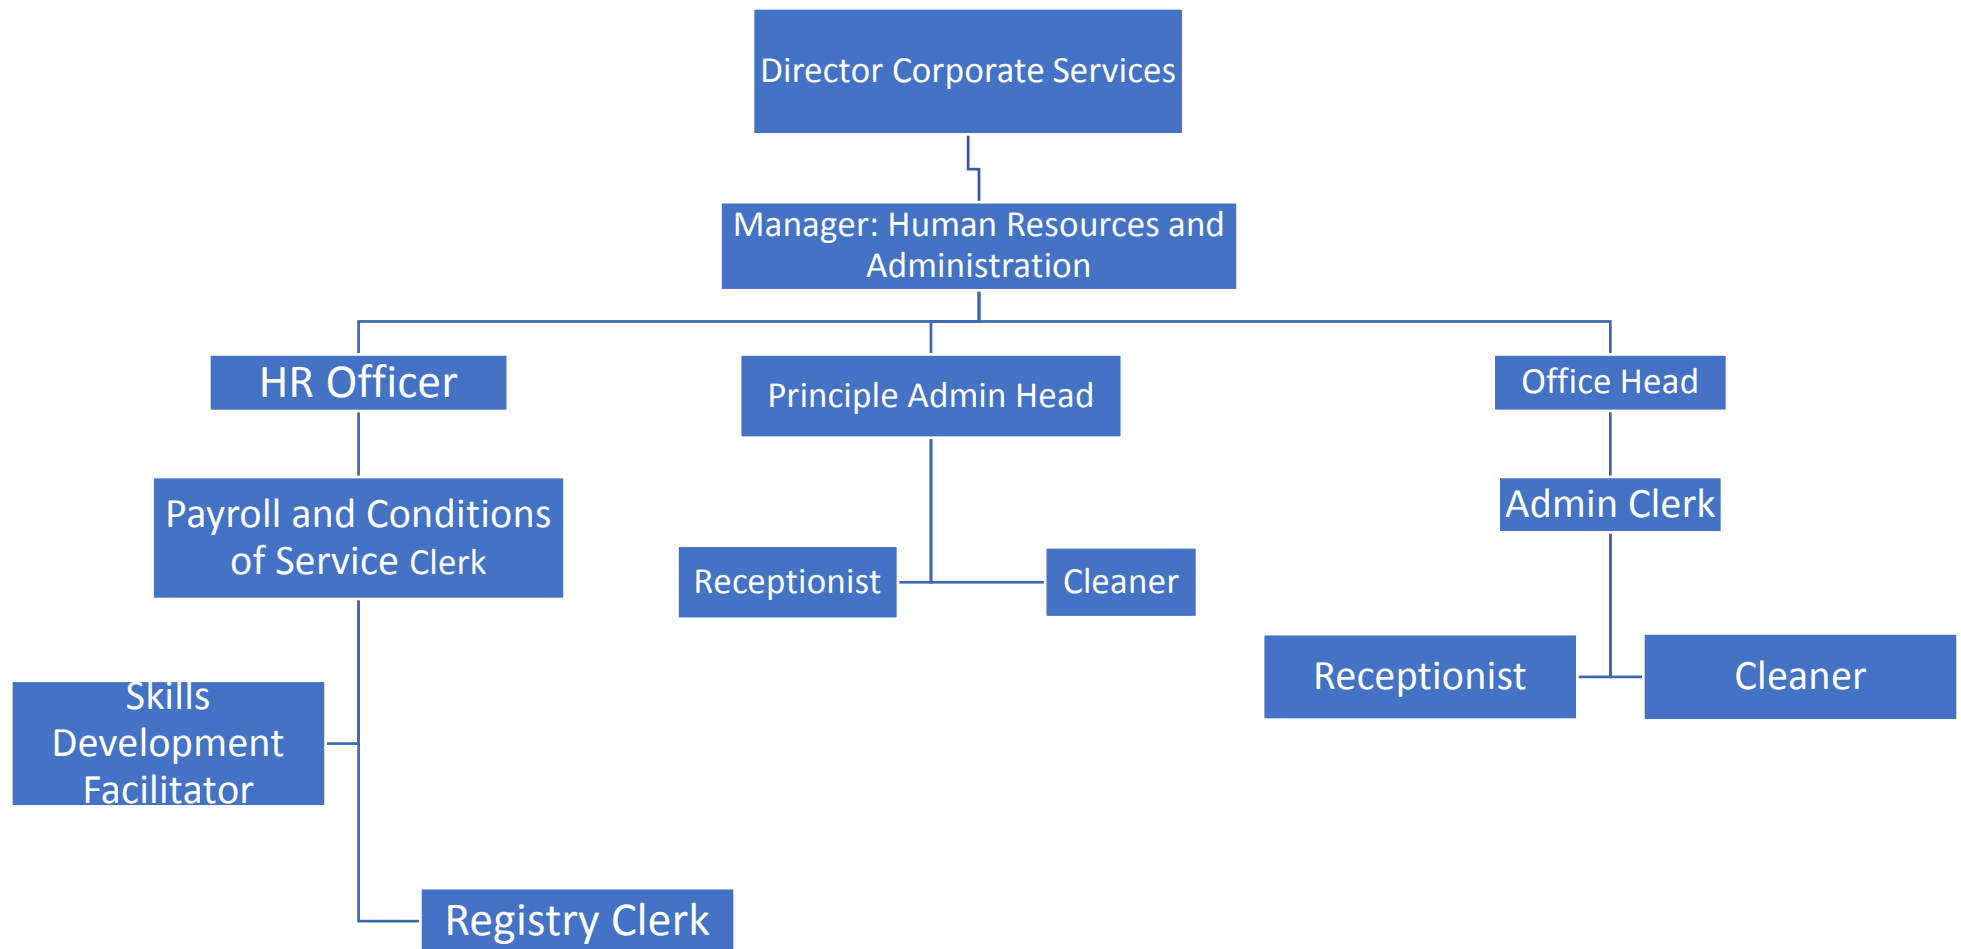 Director Corporate Services
Manager: Human Resources and
Administration
HR Officer
Principle Admin Head
Office Head
Payroll and Conditions
of Service Clerk
Admin Clerk
Receptionist
Cleaner
Receptionist
Cleaner
Skills
Development
Facilitator
Registry Clerk